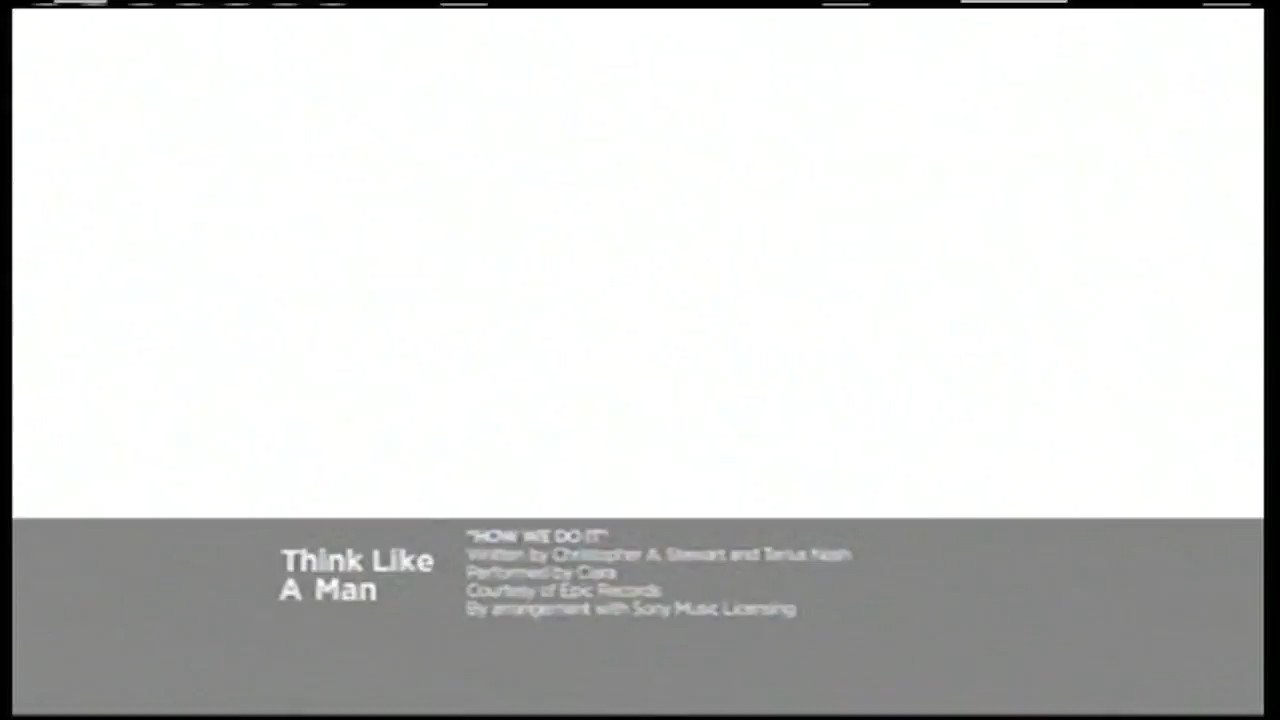 Think Like
A Man
"HOW WE DO IT"
Written by Christopher A. Stewart and Terius Nash
Performed by Ciara
Courtesy of Epic Records
By arrangement with Sony Music Licensing